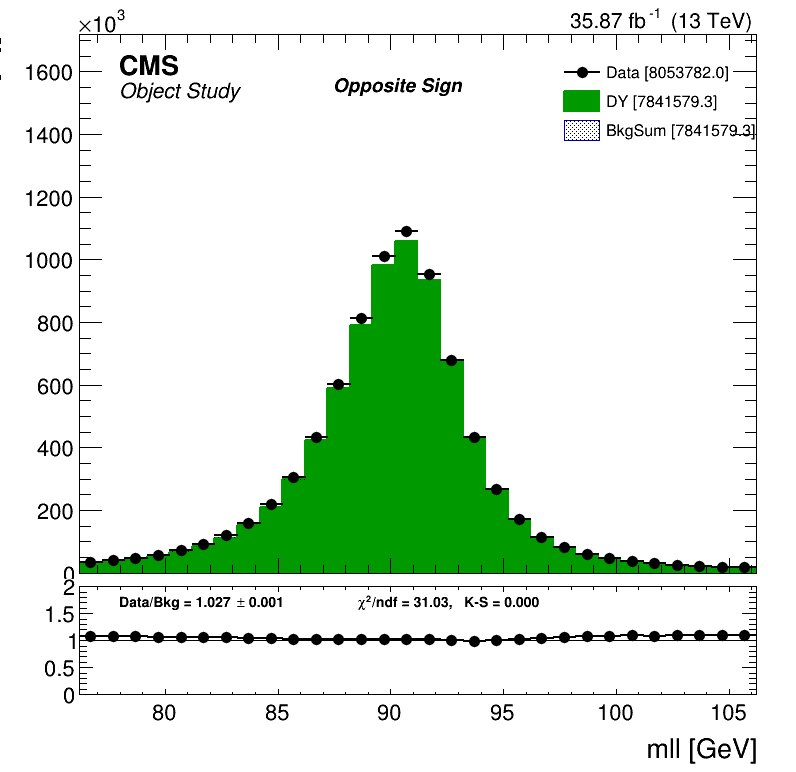 ×10³ 35.87 fb⁻¹ (13 TeV)
CMS
Object Study
Opposite Sign
Data [8053782.0]
DY [7841579.3]
BkgSum [7841579.3]
1600
1400
1200
1000
800
600
400
200
0
2
1.5
1
0.5
0
Data/Bkg = 1.027 ± 0.001 χ²/ndf = 31.03, K-S = 0.000
80 85 90 95 100 105
mll [GeV]